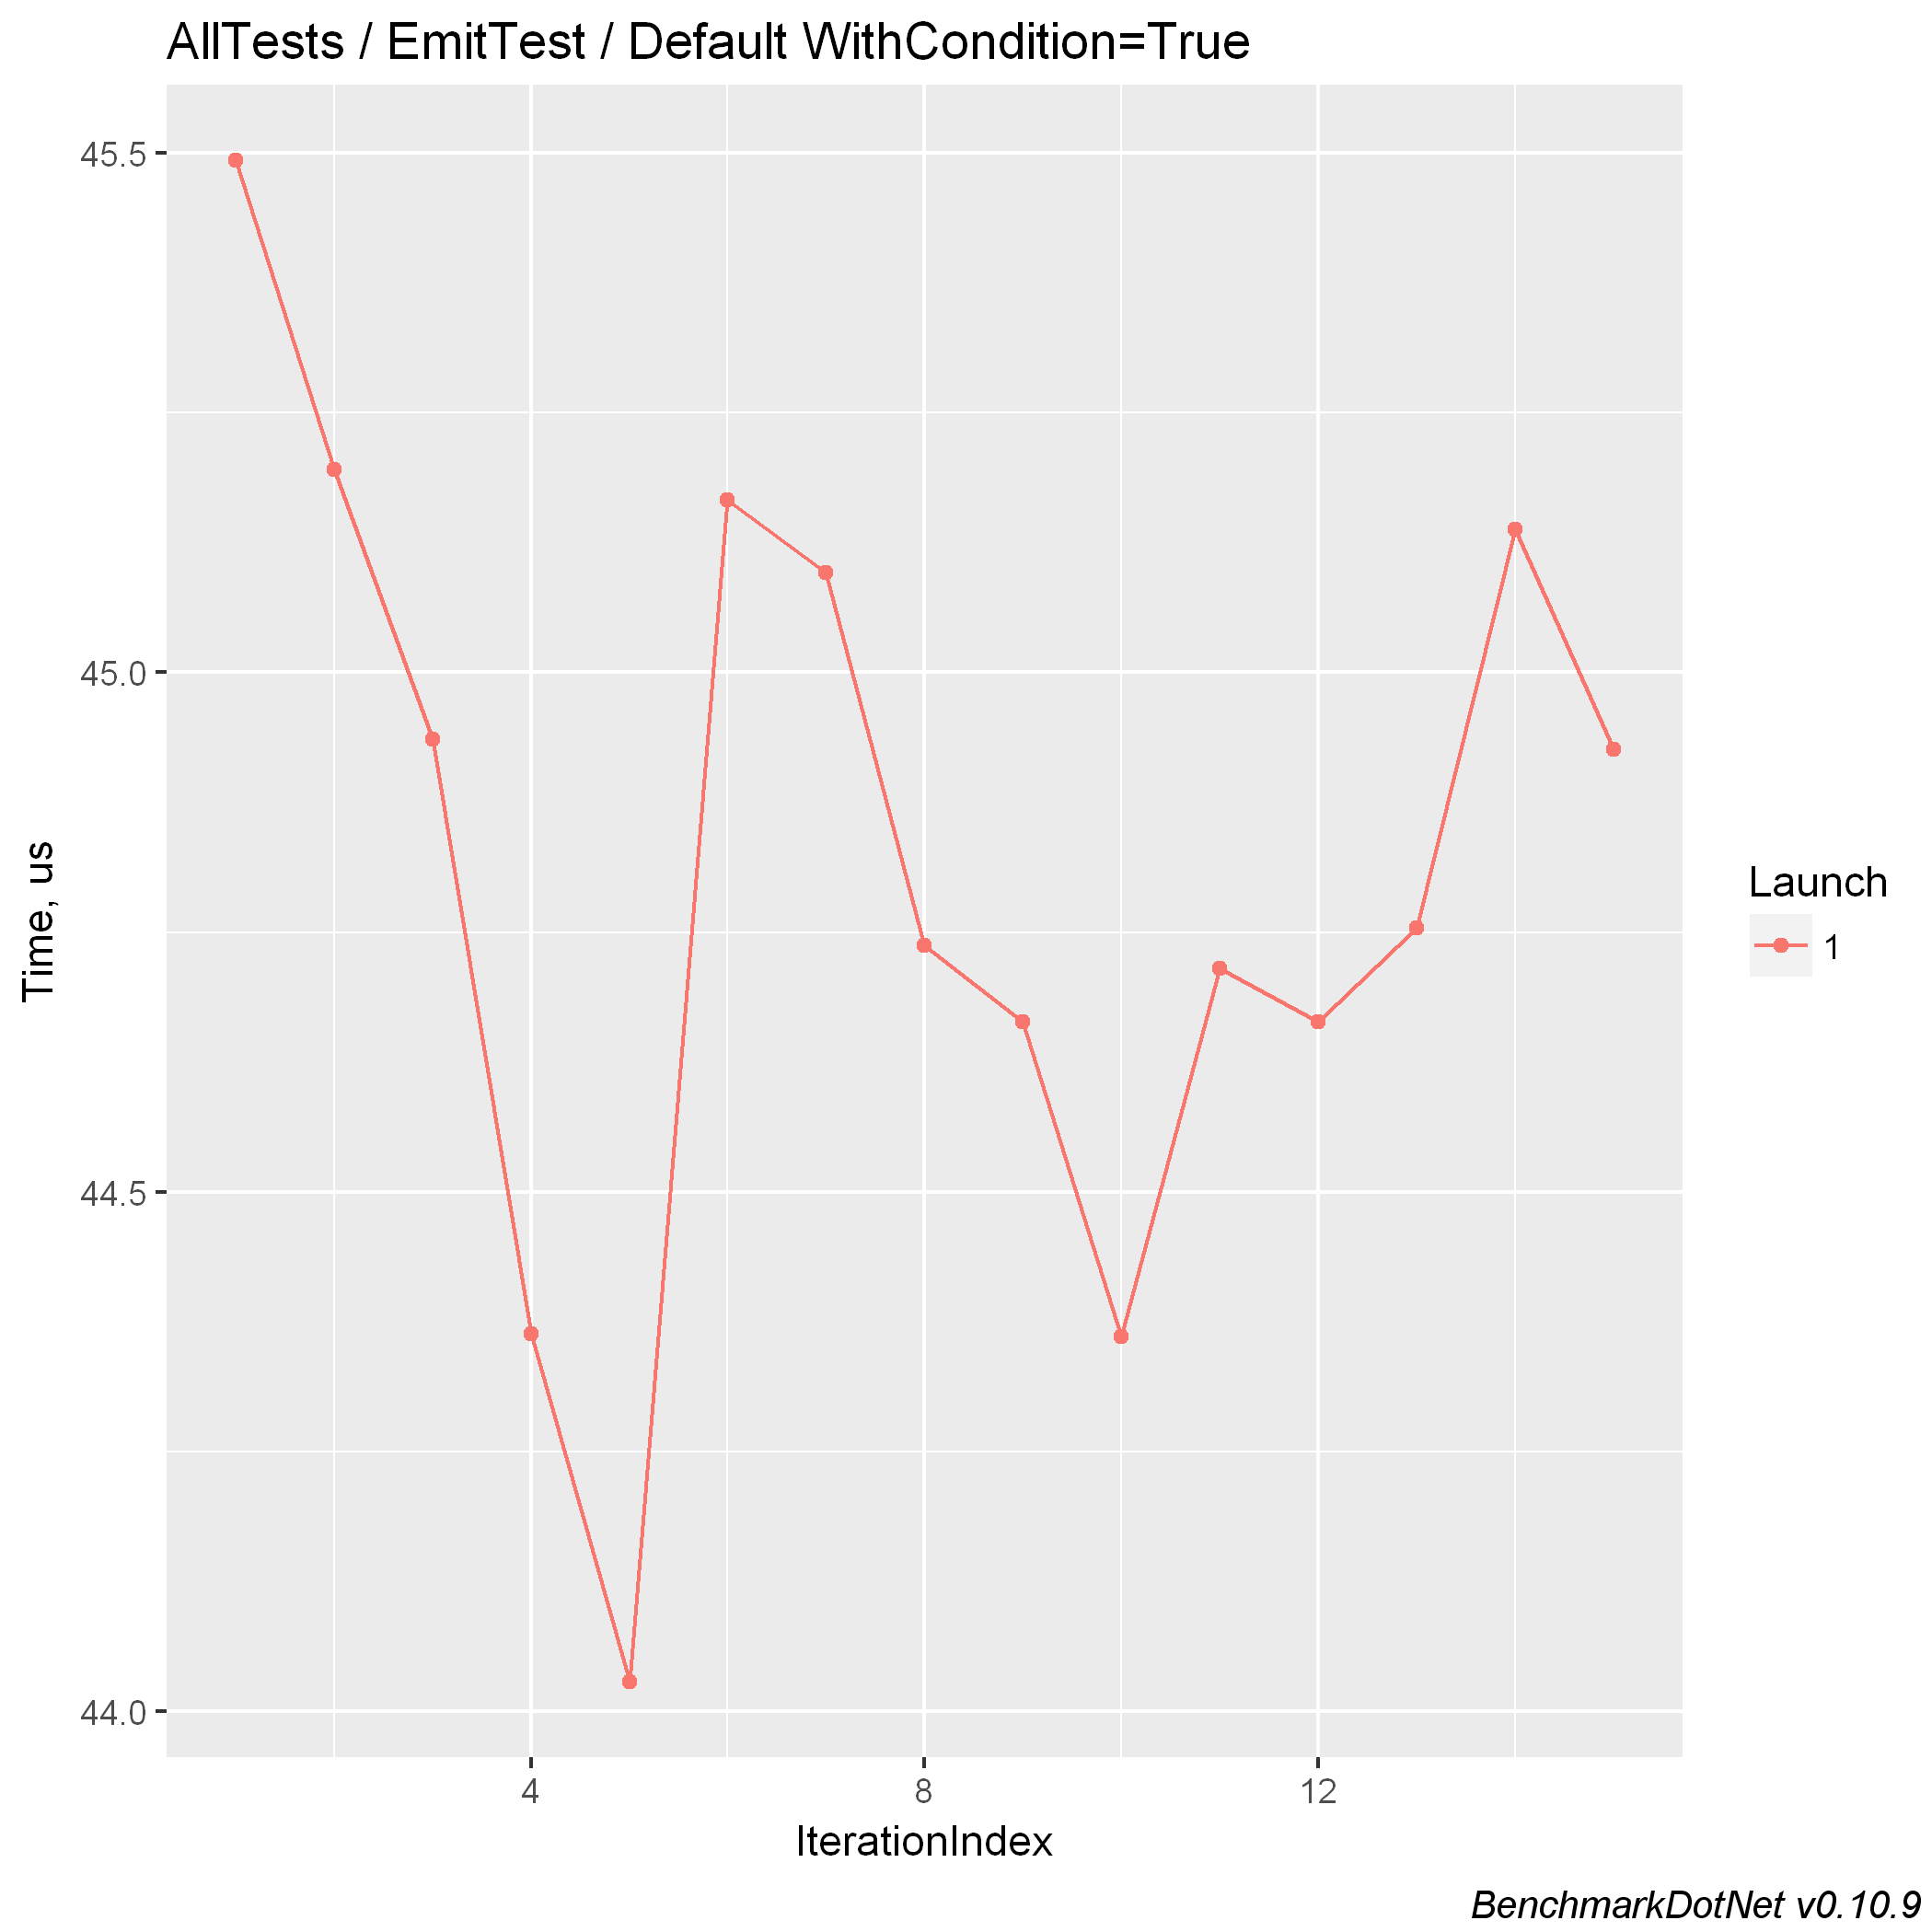 AllTests / EmitTest / Default WithCondition=True
45.5
45.0
44.5
44.0
Time, us
4
8
12
IterationIndex
Launch
1
BenchmarkDotNet v0.10.9